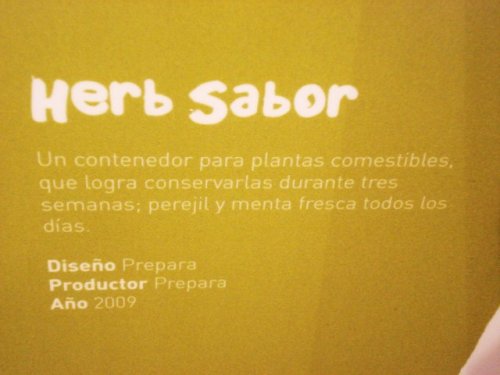 Herb Sabor
Un contenedor para plantas comestibles,
que logra conservarlas durante tres
semanas; perejil y menta fresca todos los
días.
Diseño Prepara
Productor Prepara
Año 2009